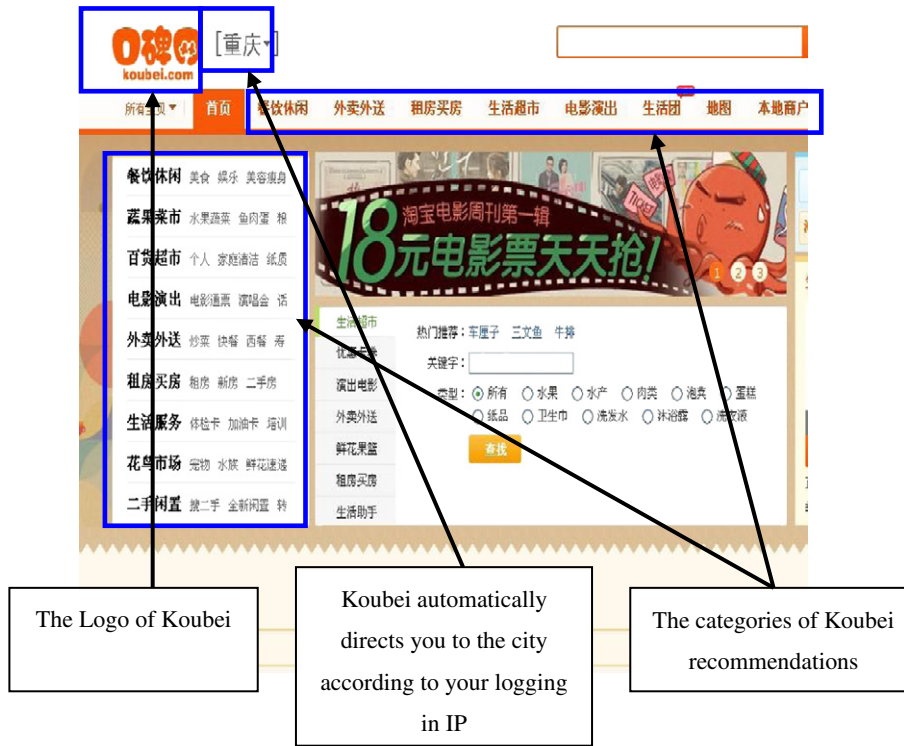 口碑网
koubei.com
[重庆]
首页 餐饮休闲 外卖外送 租房买房 生活超市 电影演出 生活团 地图 本地商户
餐饮休闲 美食 娱乐 美容瘦身
蔬果菜市 水果蔬菜 鱼肉蛋 粮
百货超市 个人 家庭清洁 纸质
电影演出 电影通票 演唱会 话
外卖外送 炒菜 快餐 西餐 寿
租房买房 租房 新房 二手房
生活服务 体检卡 加油卡 培训
花鸟市场 宠物 水族 鲜花速递
二手闲置 搜二手 全新闲置 转
淘宝电影周刊第一辑
18元电影票天天抢!
TICKET
1 2 3
生活超市
优惠卡券
演出电影
外卖外送
鲜花果篮
租房买房
生活助手
热门推荐: 车厘子 三文鱼 牛排
关键字:
类型: 所有 水果 水产 肉类 泡臭 蛋糕
纸品 卫生巾 洗发水 沐浴露 洗衣液
查找
The Logo of Koubei
Koubei automatically
directs you to the city
according to your logging
in IP
The categories of Koubei
recommendations